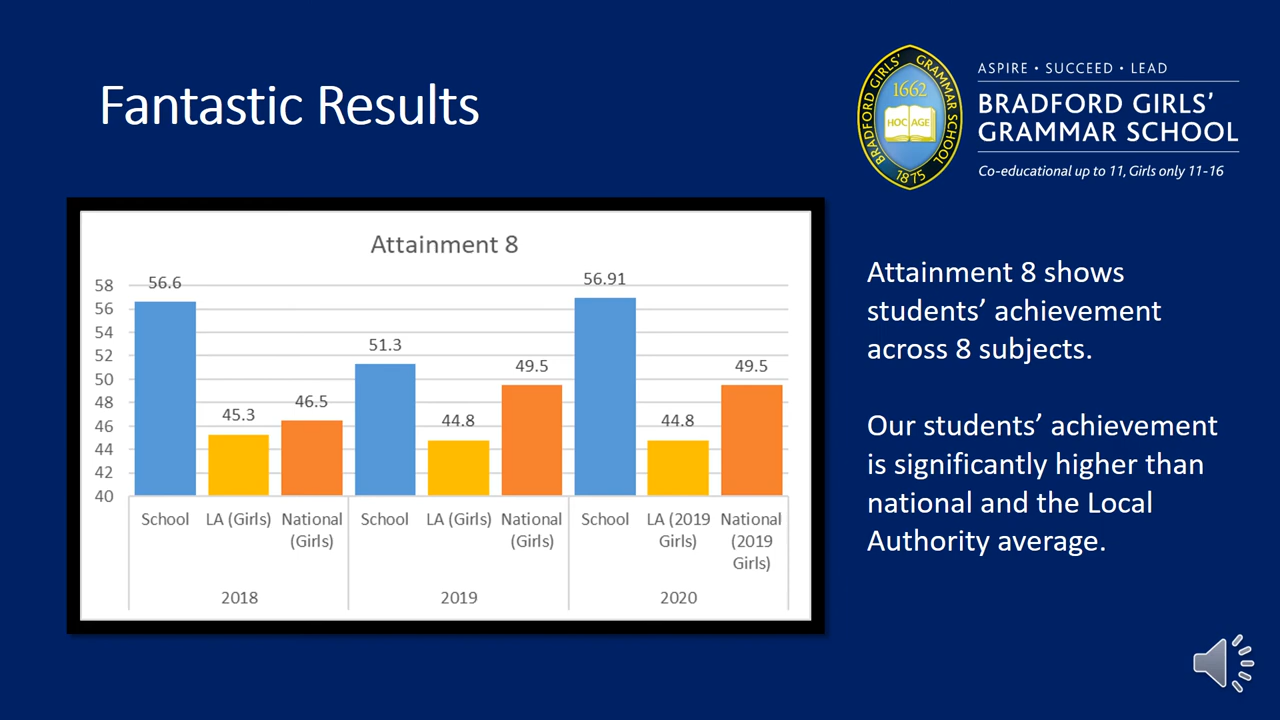 Fantastic Results
BRADFORD GIRLS' GRAMMAR SCHOOL
1662
HOC AGE
1875
ASPIRE • SUCCEED • LEAD
BRADFORD GIRLS'
GRAMMAR SCHOOL
Co-educational up to 11, Girls only 11-16
Attainment 8
58
56
54
52
50
48
46
44
42
40
56.6
45.3
46.5
51.3
44.8
49.5
56.91
44.8
49.5
School
LA (Girls)
National
(Girls)
School
LA (Girls)
National
(Girls)
School
LA (2019
Girls)
National
(2019
Girls)
2018
2019
2020
Attainment 8 shows
students’ achievement
across 8 subjects.
Our students’ achievement
is significantly higher than
national and the Local
Authority average.